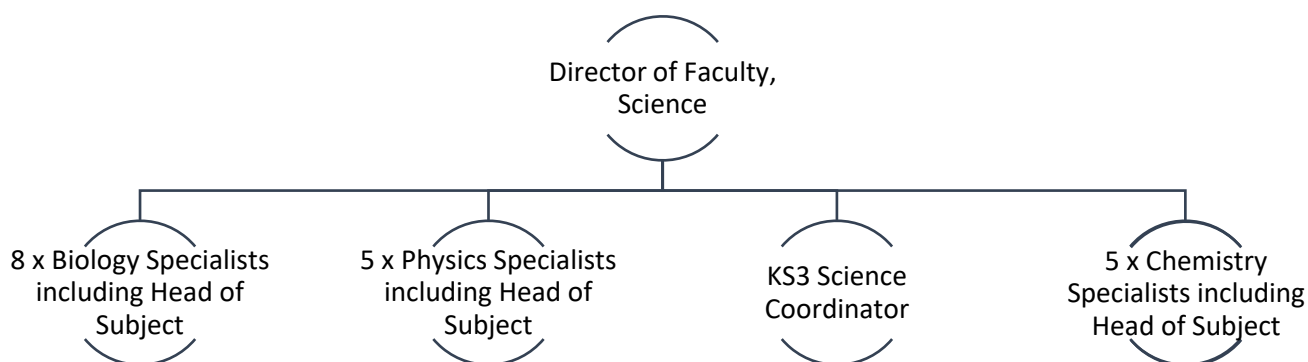 Director of Faculty,
Science
8 x Biology Specialists
including Head of
Subject
5 x Physics Specialists
including Head of
Subject
KS3 Science
Coordinator
5 x Chemistry
Specialists including
Head of Subject